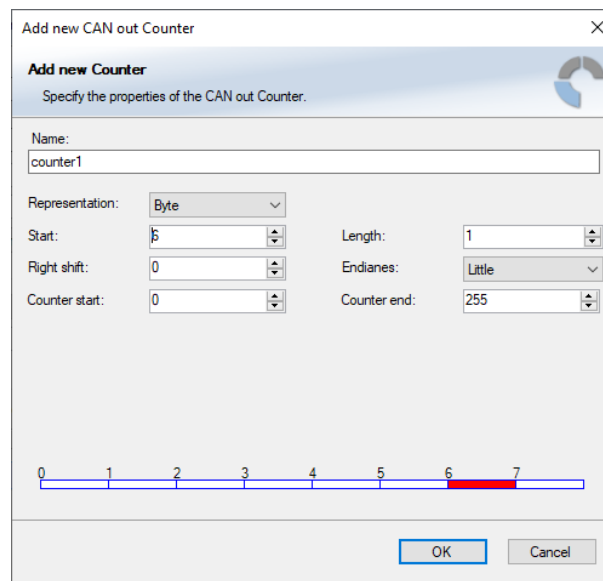 Add new CAN out Counter
Add new Counter
Specify the properties of the CAN out Counter.
Name:
counter1
Representation: Byte
Start: 6 Length: 1
Right shift: 0 Endianes: Little
Counter start: 0 Counter end: 255
0 1 2 3 4 5 6 7
OK Cancel